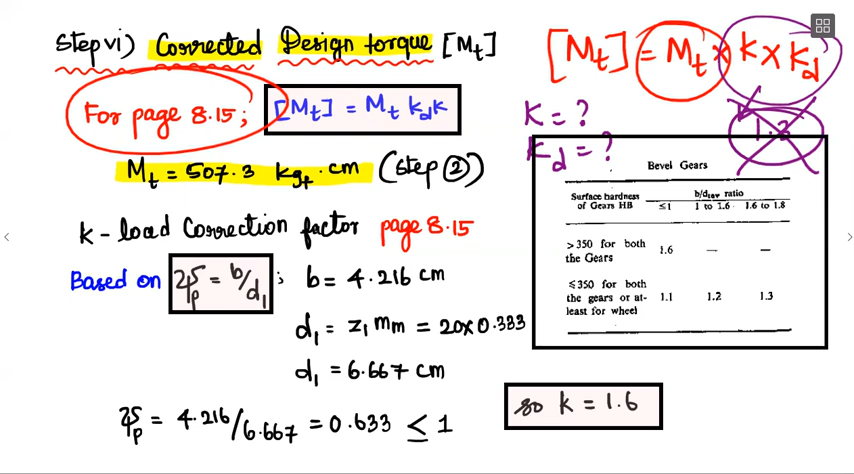 Step vi) Corrected Design torque [Mt]
[Mt] = Mt × K × Kd
1.3
For page 8.15; [Mt] = Mt kd k
K = ?
Kd = ?
Mt = 507.3 kgf·cm (step ②)
Bevel Gears
Surface hardness of Gears HB
b/d1av ratio
≤1 1 to 1.6 1.6 to 1.8
>350 for both the Gears 1.6 — —
≤350 for both the gears or at-least for wheel 1.1 1.2 1.3
k - load Correction factor page 8.15
Based on ψp = b/d1 ; b = 4.216 cm
d1 = z1 mm = 20 × 0.333
d1 = 6.667 cm
ψp = 4.216/6.667 = 0.633 ≤ 1
so k = 1.6